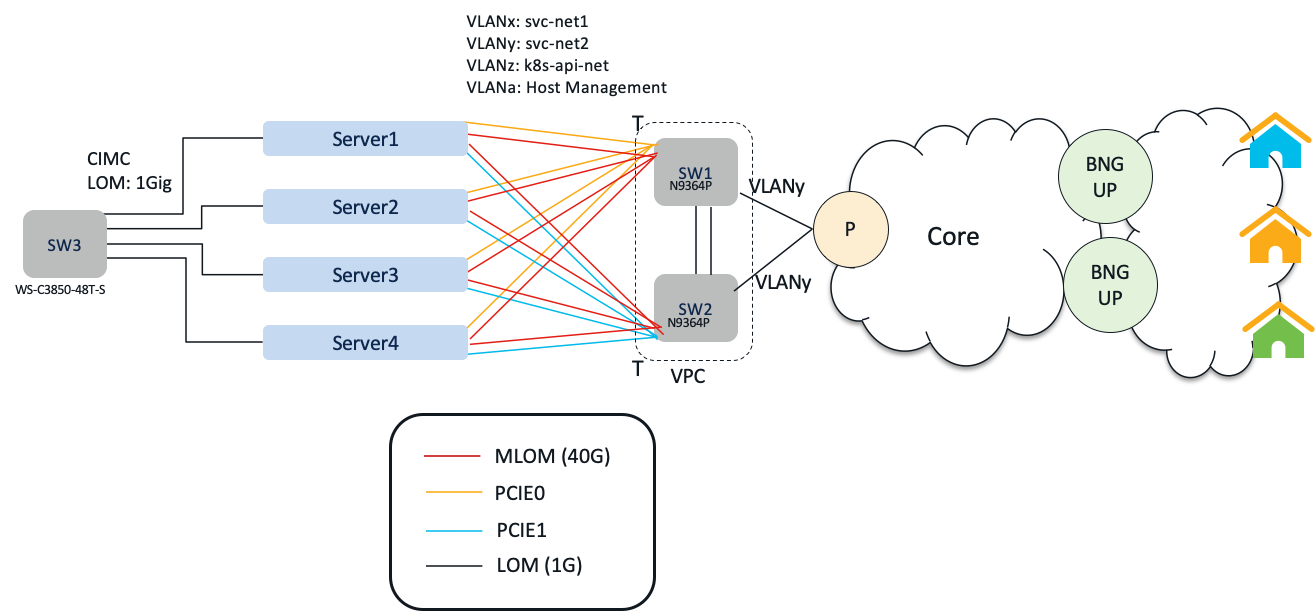 VLANx: svc-net1
VLANy: svc-net2
VLANz: k8s-api-net
VLANa: Host Management
T
CIMC
LOM: 1Gig
Server1
Server2
Server3
Server4
SW3
WS-C3850-48T-S
SW1
N9364P
SW2
N9364P
T
VPC
VLANy
VLANy
P
Core
BNG
UP
BNG
UP
MLOM (40G)
PCIE0
PCIE1
LOM (1G)